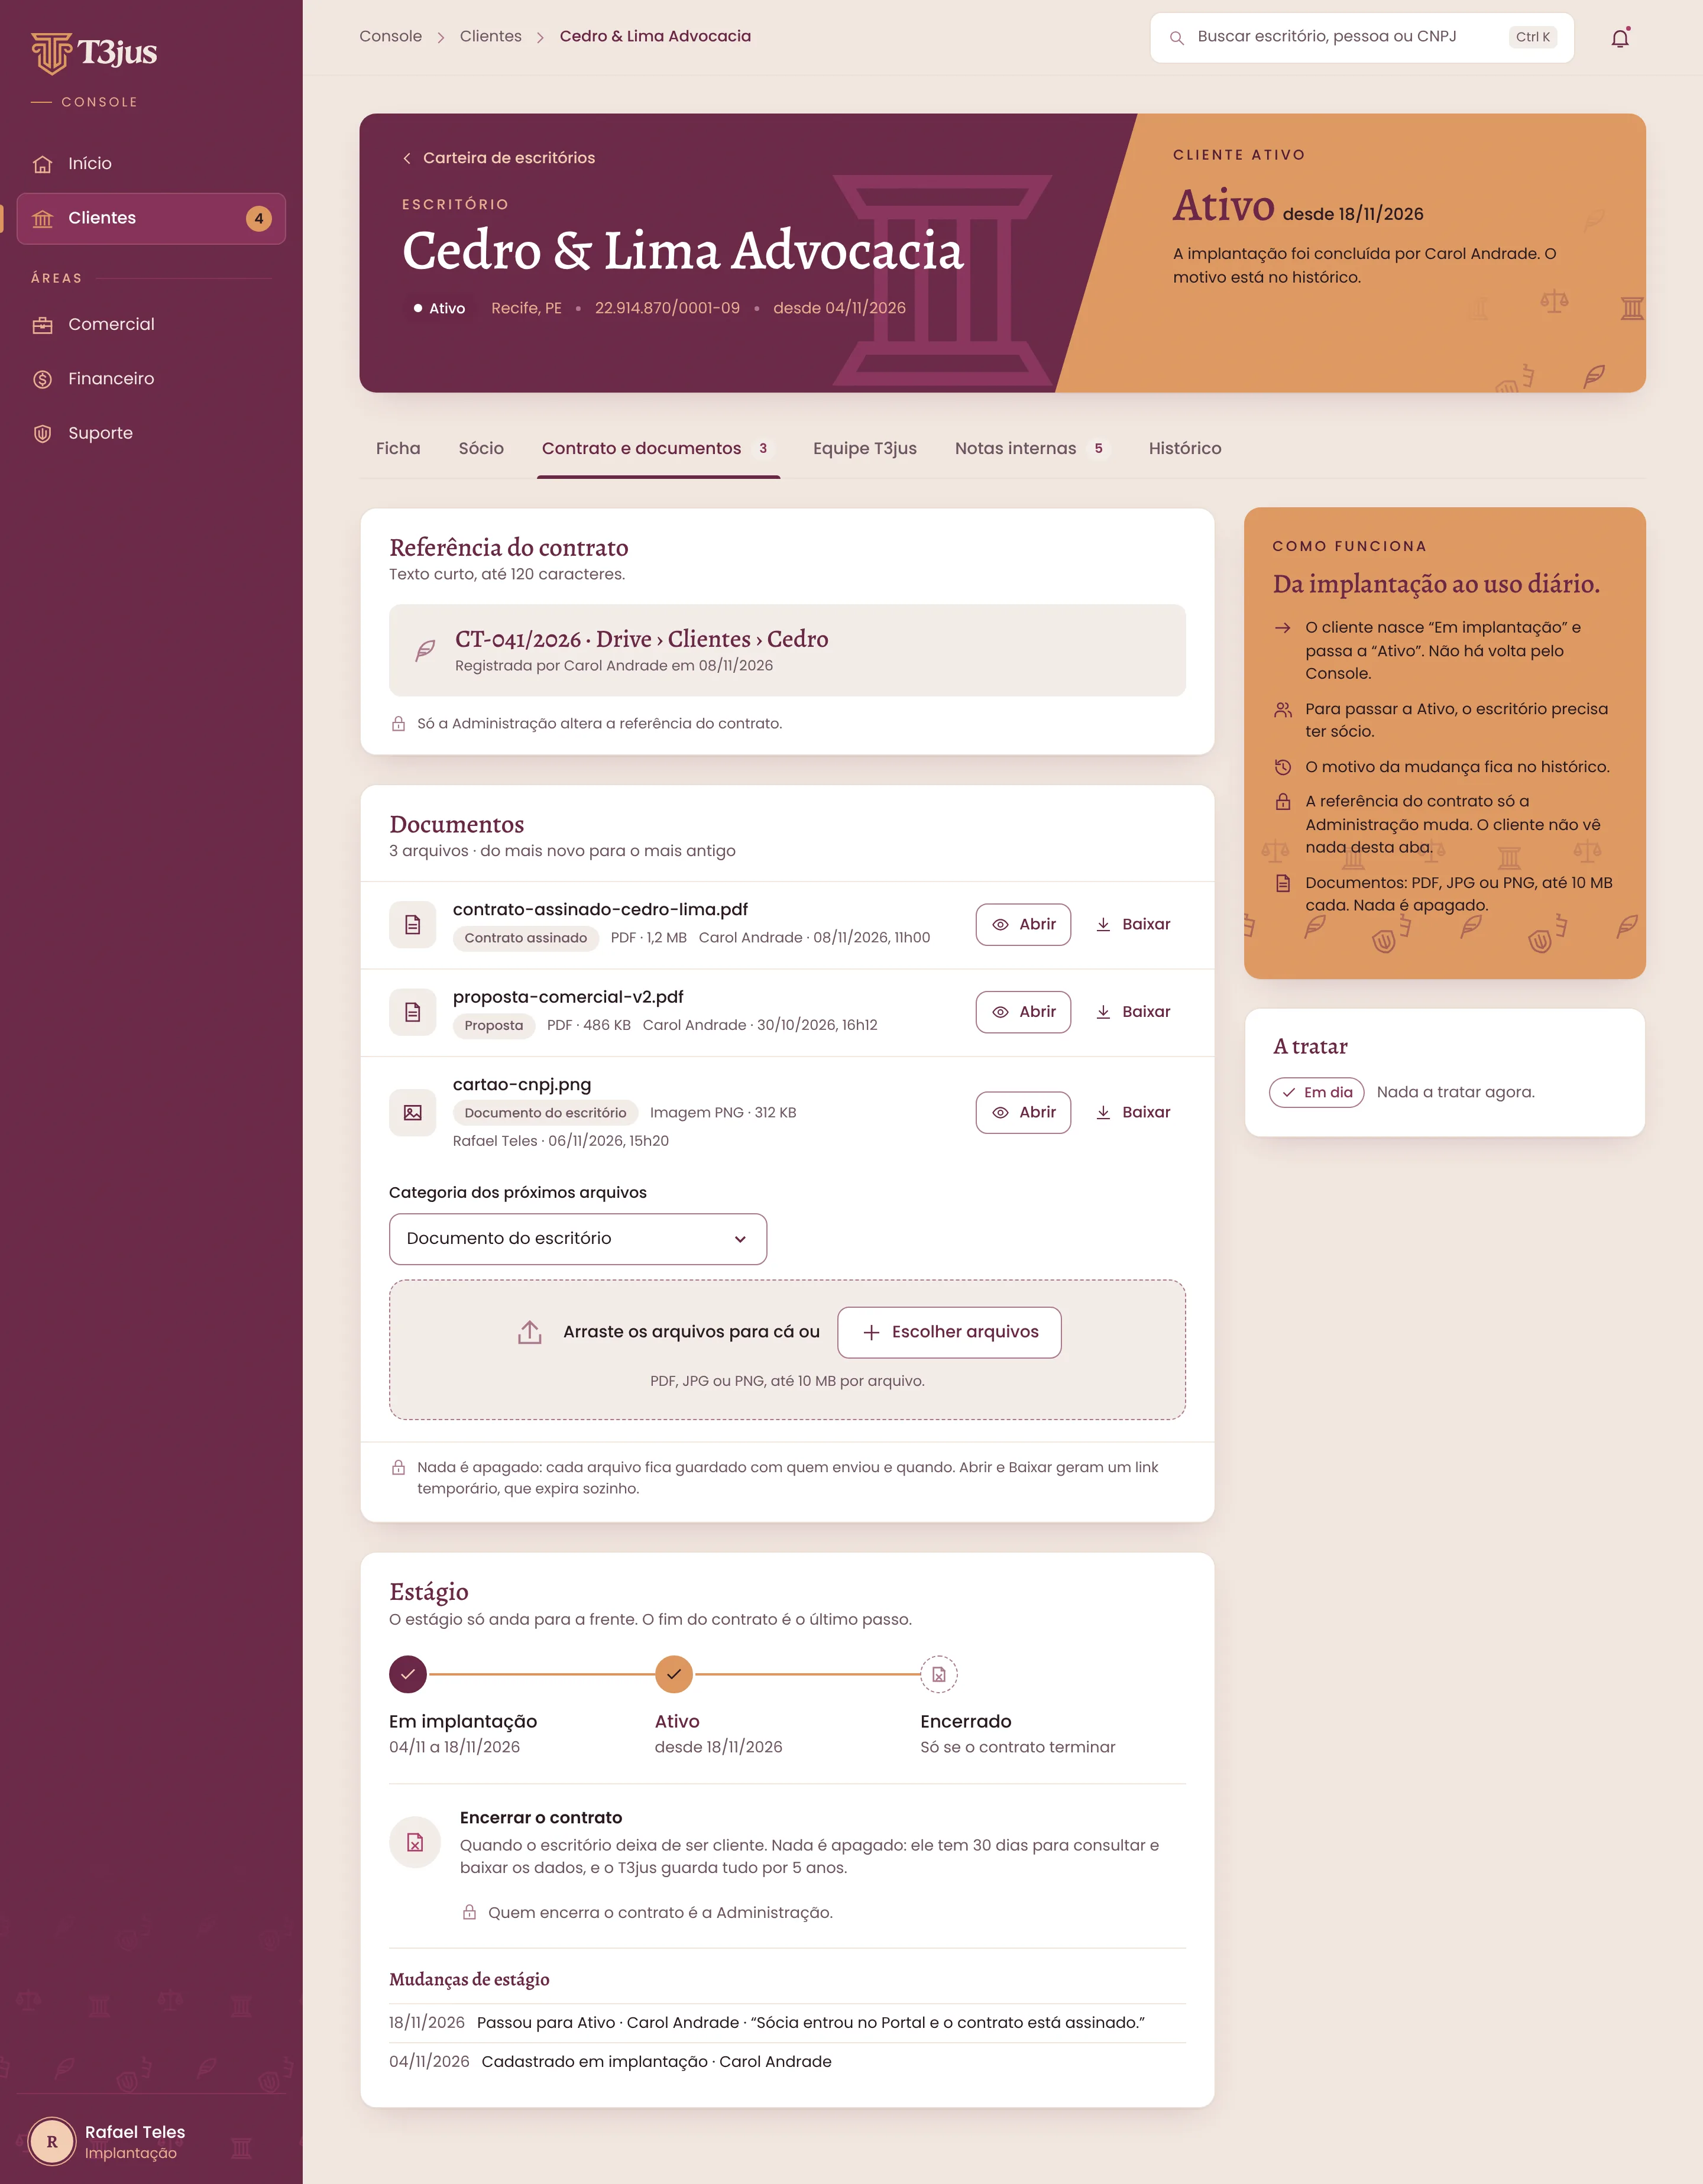 T3jus
CONSOLE
Início
Clientes 4
ÁREAS
Comercial
Financeiro
Suporte
Rafael Teles
Implantação
R
Console > Clientes > Cedro & Lima Advocacia
Buscar escritório, pessoa ou CNPJ Ctrl K
Carteira de escritórios
ESCRITÓRIO
Cedro & Lima Advocacia
Ativo Recife, PE • 22.914.870/0001-09 • desde 04/11/2026
CLIENTE ATIVO
Ativo desde 18/11/2026
A implantação foi concluída por Carol Andrade. O
motivo está no histórico.
Ficha Sócio Contrato e documentos 3 Equipe T3jus Notas internas 5 Histórico
Referência do contrato
Texto curto, até 120 caracteres.
CT-041/2026 · Drive › Clientes › Cedro
Registrada por Carol Andrade em 08/11/2026
Só a Administração altera a referência do contrato.
Documentos
3 arquivos · do mais novo para o mais antigo
contrato-assinado-cedro-lima.pdf
Contrato assinado PDF · 1,2 MB Carol Andrade · 08/11/2026, 11h00
Abrir Baixar
proposta-comercial-v2.pdf
Proposta PDF · 486 KB Carol Andrade · 30/10/2026, 16h12
Abrir Baixar
cartao-cnpj.png
Documento do escritório Imagem PNG · 312 KB
Rafael Teles · 06/11/2026, 15h20
Abrir Baixar
Categoria dos próximos arquivos
Documento do escritório
Arraste os arquivos para cá ou Escolher arquivos
PDF, JPG ou PNG, até 10 MB por arquivo.
Nada é apagado: cada arquivo fica guardado com quem enviou e quando. Abrir e Baixar geram um link
temporário, que expira sozinho.
Estágio
O estágio só anda para a frente. O fim do contrato é o último passo.
Em implantação
04/11 a 18/11/2026
Ativo
desde 18/11/2026
Encerrado
Só se o contrato terminar
Encerrar o contrato
Quando o escritório deixa de ser cliente. Nada é apagado: ele tem 30 dias para consultar e
baixar os dados, e o T3jus guarda tudo por 5 anos.
Quem encerra o contrato é a Administração.
Mudanças de estágio
18/11/2026 Passou para Ativo · Carol Andrade · “Sócia entrou no Portal e o contrato está assinado.”
04/11/2026 Cadastrado em implantação · Carol Andrade
COMO FUNCIONA
Da implantação ao uso diário.
O cliente nasce “Em implantação” e
passa a “Ativo”. Não há volta pelo
Console.
Para passar a Ativo, o escritório precisa
ter sócio.
O motivo da mudança fica no histórico.
A referência do contrato só a
Administração muda. O cliente não vê
nada desta aba.
Documentos: PDF, JPG ou PNG, até 10 MB
cada. Nada é apagado.
A tratar
Em dia Nada a tratar agora.